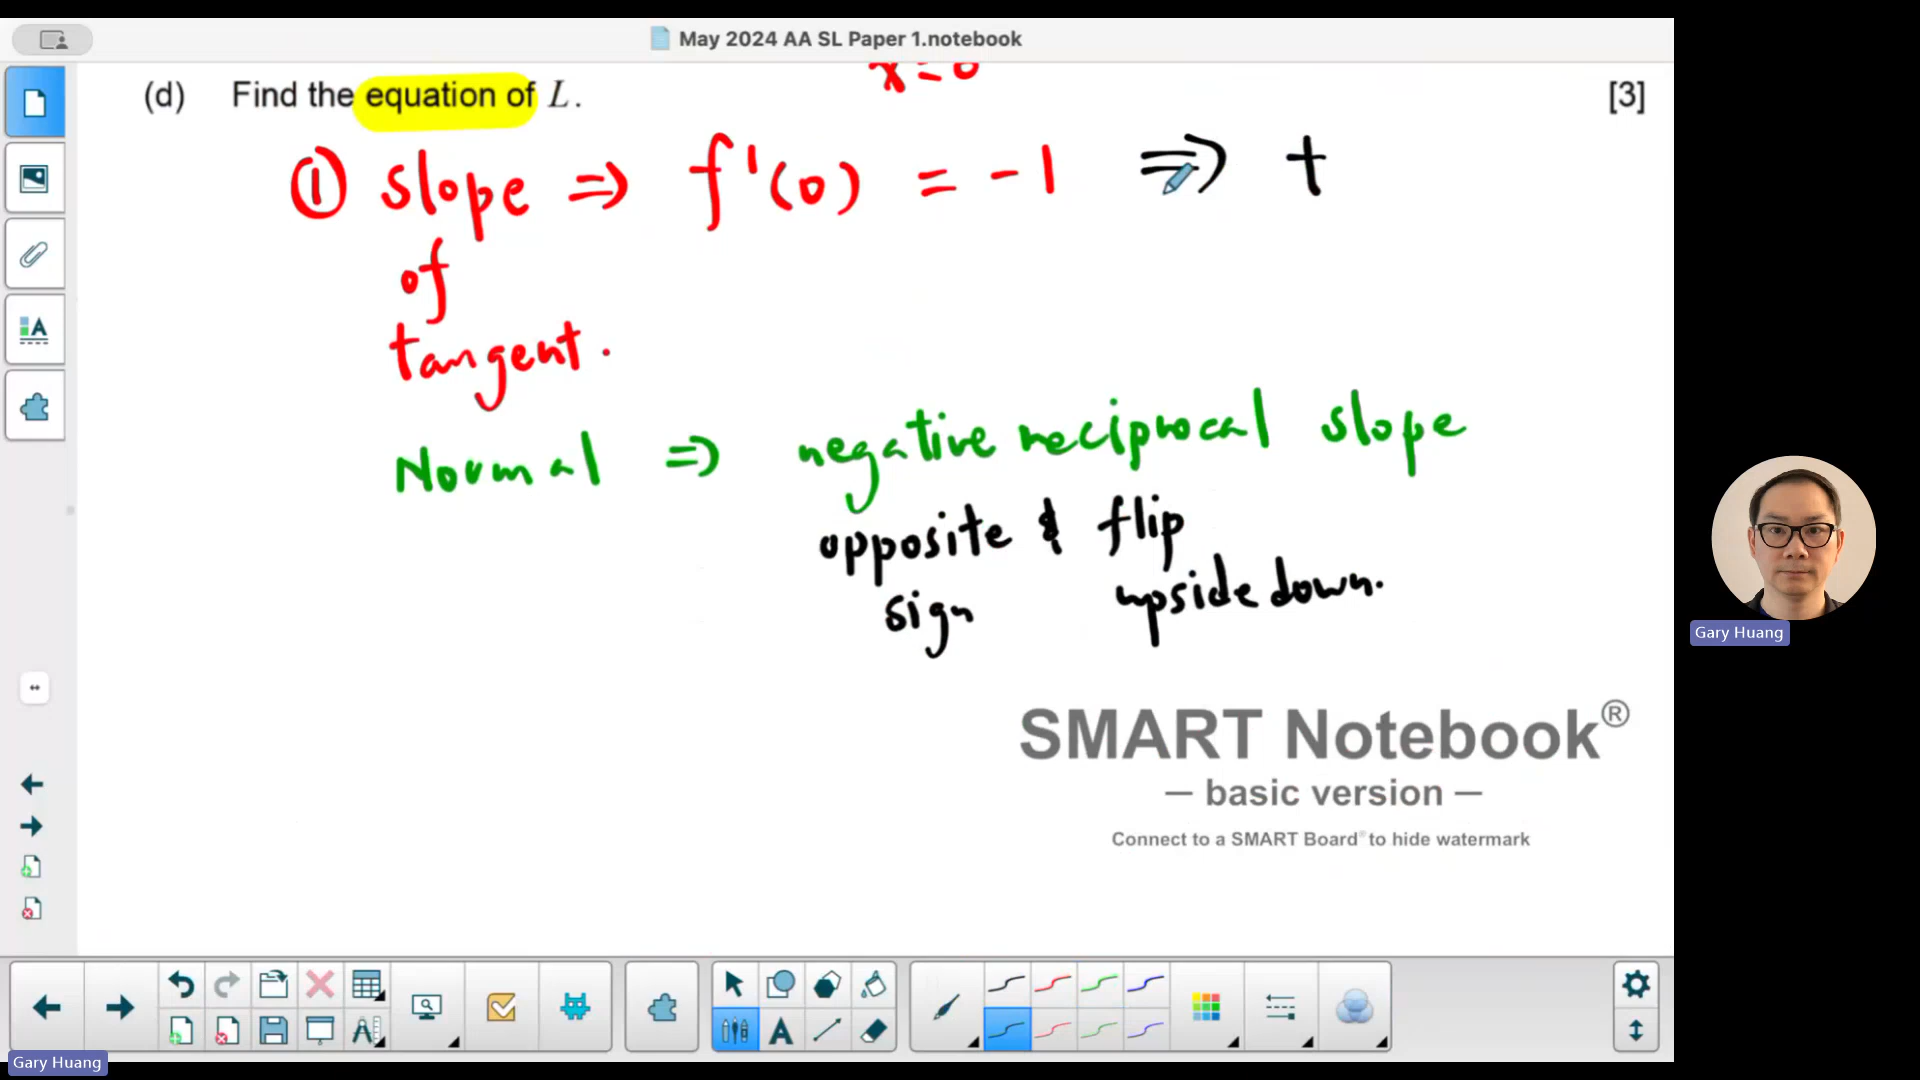 May 2024 AA SL Paper 1.notebook
x = 0
(d) Find the equation of L. [3]
① slope ⇒ f'(0) = -1 ⇒ +
of
tangent.
Normal ⇒ negative reciprocal slope
opposite & flip
sign upside down.
SMART Notebook®
— basic version —
Connect to a SMART Board® to hide watermark
Gary Huang
Gary Huang